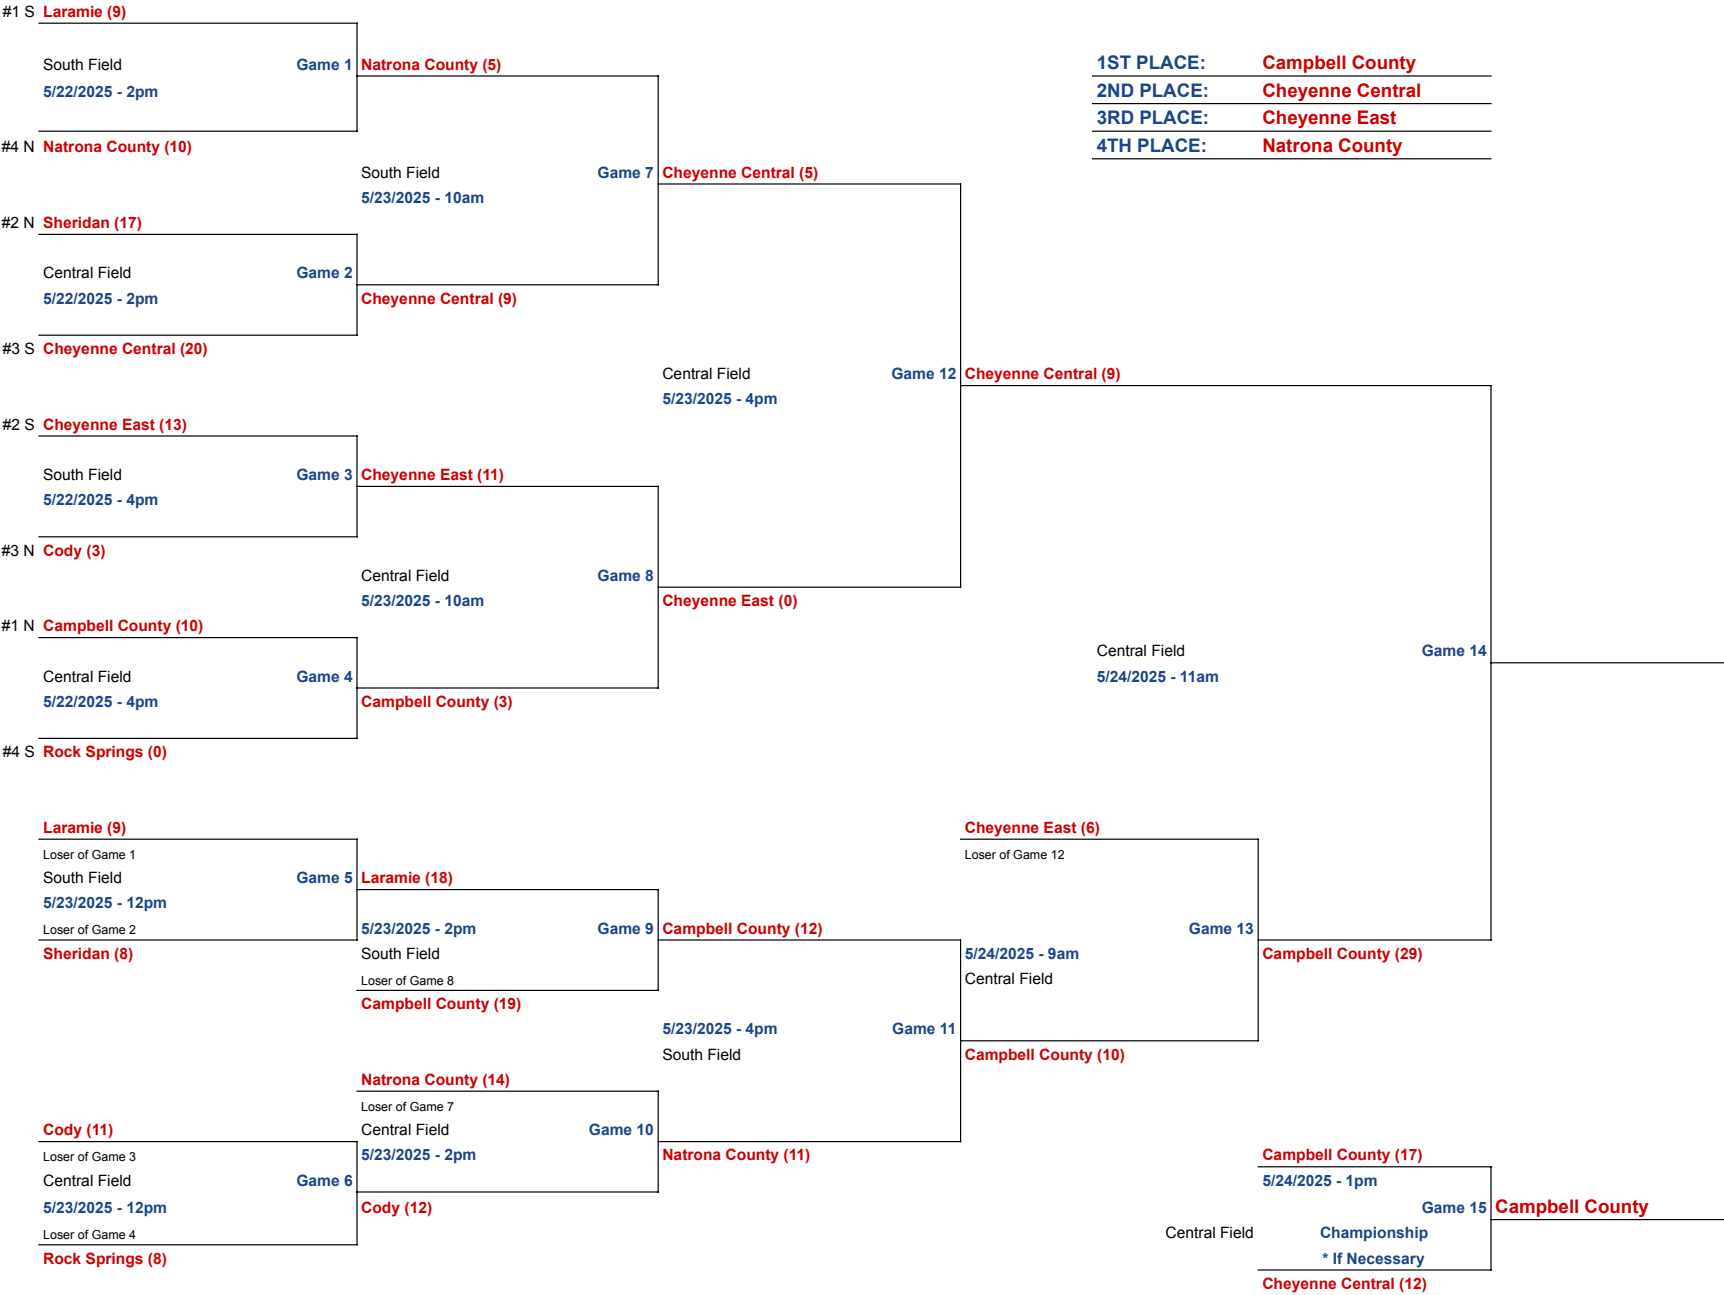 #1 S Laramie (9)
South Field Game 1 Natrona County (5)
5/22/2025 - 2pm
#4 N Natrona County (10)
1ST PLACE: Campbell County
2ND PLACE: Cheyenne Central
3RD PLACE: Cheyenne East
4TH PLACE: Natrona County
South Field Game 7 Cheyenne Central (5)
5/23/2025 - 10am
#2 N Sheridan (17)
Central Field Game 2
5/22/2025 - 2pm Cheyenne Central (9)
#3 S Cheyenne Central (20)
Central Field Game 12 Cheyenne Central (9)
5/23/2025 - 4pm
#2 S Cheyenne East (13)
South Field Game 3 Cheyenne East (11)
5/22/2025 - 4pm
#3 N Cody (3)
Central Field Game 8
5/23/2025 - 10am Cheyenne East (0)
#1 N Campbell County (10)
Central Field Game 14
Central Field Game 4 5/24/2025 - 11am
5/22/2025 - 4pm Campbell County (3)
#4 S Rock Springs (0)
Laramie (9) Cheyenne East (6)
Loser of Game 1 Loser of Game 12
South Field Game 5 Laramie (18)
5/23/2025 - 12pm
Loser of Game 2 5/23/2025 - 2pm Game 9 Campbell County (12) Game 13
Sheridan (8) South Field 5/24/2025 - 9am Campbell County (29)
Loser of Game 8 Central Field
Campbell County (19)
5/23/2025 - 4pm Game 11
South Field Campbell County (10)
Natrona County (14)
Loser of Game 7
Cody (11) Central Field Game 10
Loser of Game 3 5/23/2025 - 2pm Natrona County (11) Campbell County (17)
Central Field Game 6 5/24/2025 - 1pm
5/23/2025 - 12pm Cody (12) Game 15 Campbell County
Loser of Game 4 Central Field Championship
Rock Springs (8) * If Necessary
Cheyenne Central (12)